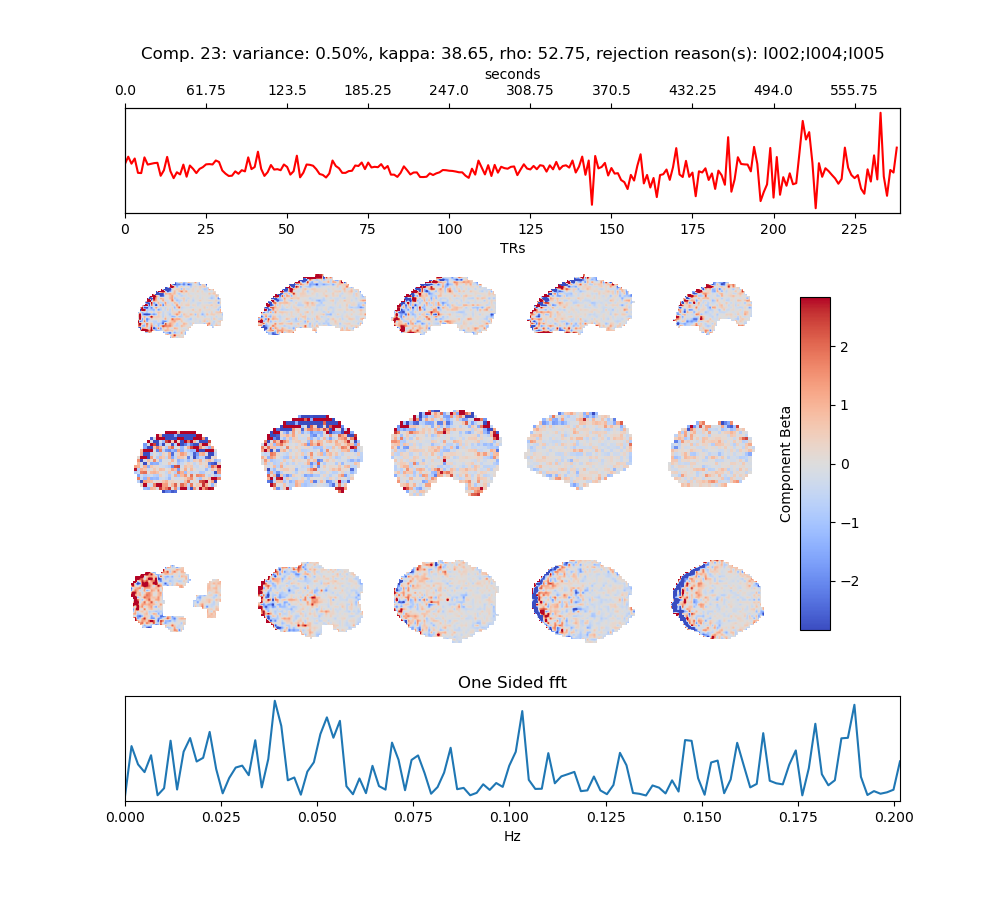 Comp. 23: variance: 0.50%, kappa: 38.65, rho: 52.75, rejection reason(s): I002;I004;I005
seconds
0.0 61.75 123.5 185.25 247.0 308.75 370.5 432.25 494.0 555.75
0 25 50 75 100 125 150 175 200 225
TRs
2
1
0
−1
−2
Component Beta
One Sided fft
0.000 0.025 0.050 0.075 0.100 0.125 0.150 0.175 0.200
Hz